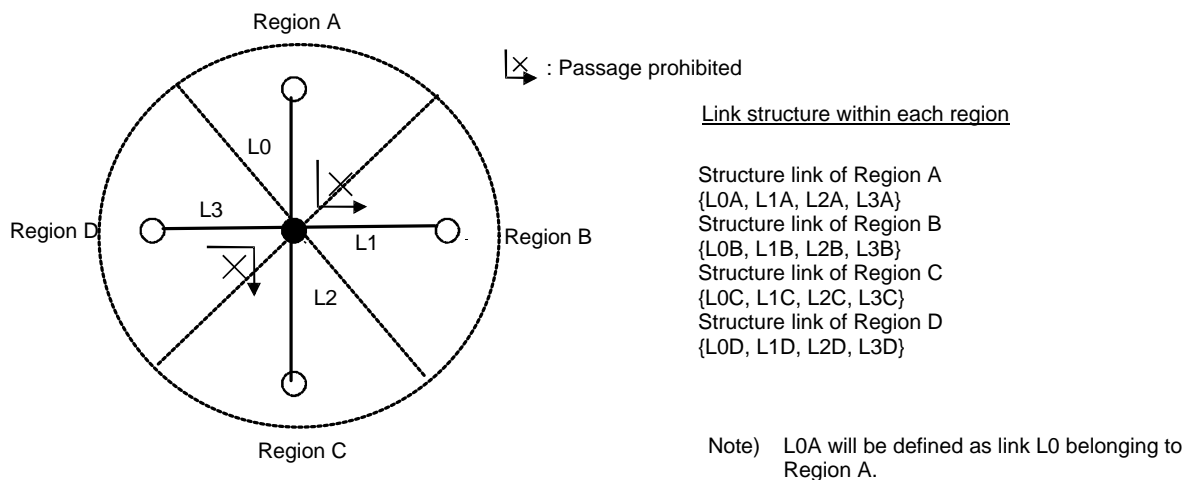 Region A
: Passage prohibited
Link structure within each region
L0
Structure link of Region A
{L0A, L1A, L2A, L3A}
L3
Structure link of Region B
{L0B, L1B, L2B, L3B}
Region D
L1
Region B
Structure link of Region C
{L0C, L1C, L2C, L3C}
L2
Structure link of Region D
{L0D, L1D, L2D, L3D}
Region C
Note) L0A will be defined as link L0 belonging to
Region A.